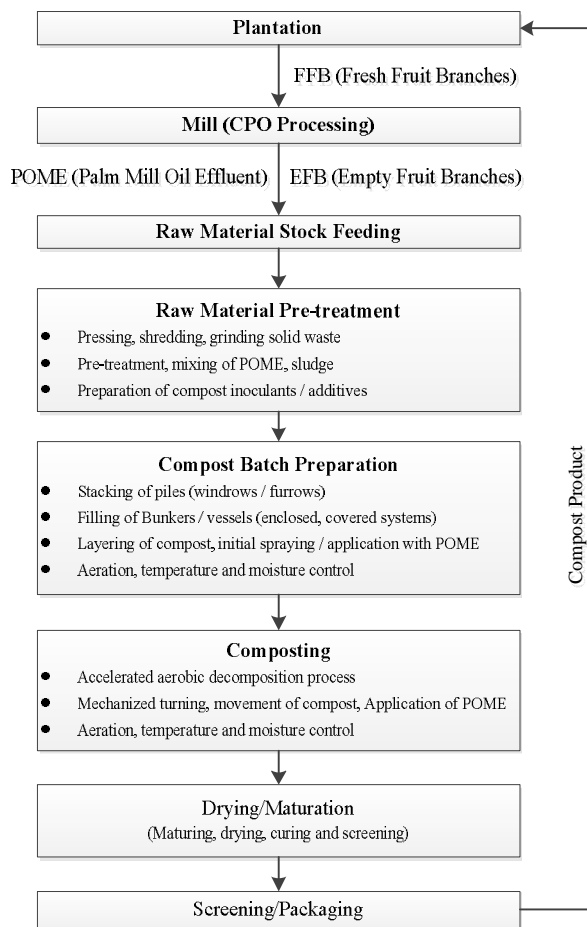 Plantation
FFB (Fresh Fruit Branches)
Mill (CPO Processing)
POME (Palm Mill Oil Effluent)
EFB (Empty Fruit Branches)
Raw Material Stock Feeding
Raw Material Pre-treatment
• Pressing, shredding, grinding solid waste
• Pre-treatment, mixing of POME, sludge
• Preparation of compost inoculants / additives
Compost Batch Preparation
• Stacking of piles (windrows / furrows)
• Filling of Bunkers / vessels (enclosed, covered systems)
• Layering of compost, initial spraying / application with POME
• Aeration, temperature and moisture control
Composting
• Accelerated aerobic decomposition process
• Mechanized turning, movement of compost, Application of POME
• Aeration, temperature and moisture control
Drying/Maturation
(Maturing, drying, curing and screening)
Screening/Packaging
Compost Product